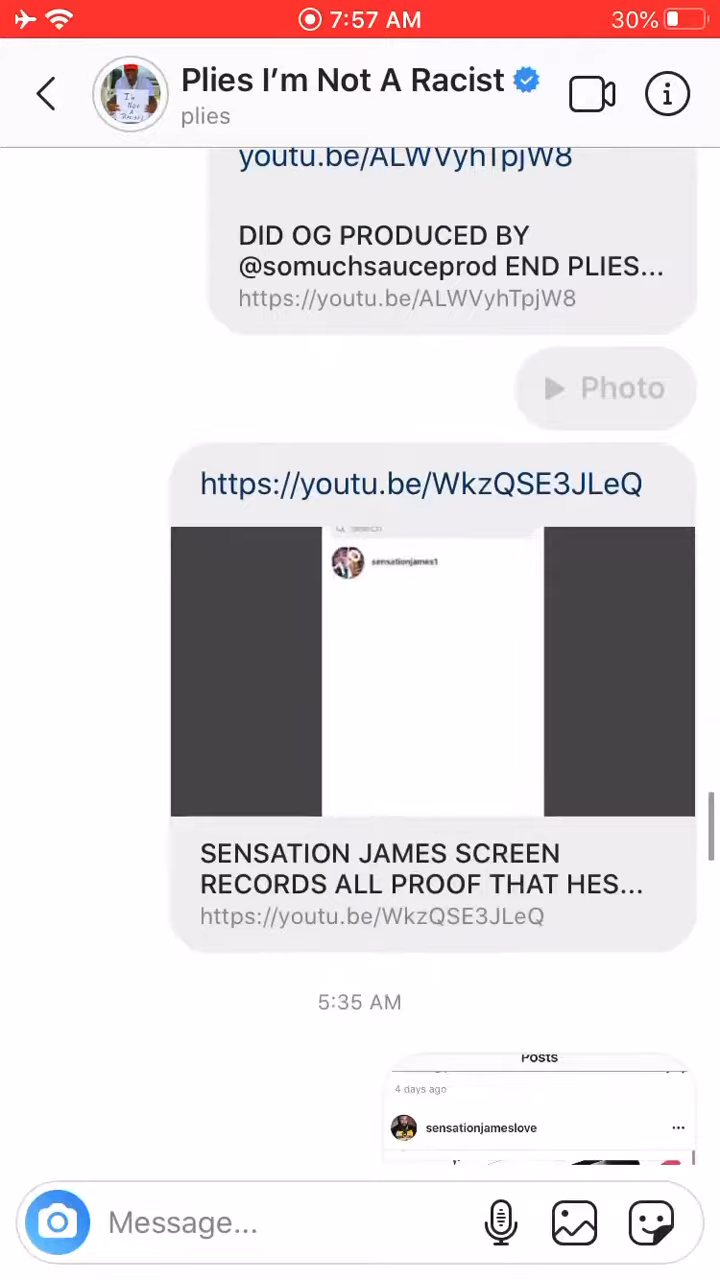 7:57 AM
30%
Plies I’m Not A Racist
plies
youtu.be/ALWVyhTpjW8
DID OG PRODUCED BY
@somuchsauceprod END PLIES...
https://youtu.be/ALWVyhTpjW8
Photo
https://youtu.be/WkzQSE3JLeQ
Search
sensationjames1
SENSATION JAMES SCREEN
RECORDS ALL PROOF THAT HES...
https://youtu.be/WkzQSE3JLeQ
5:35 AM
Posts
4 days ago
sensationjameslove
Message...